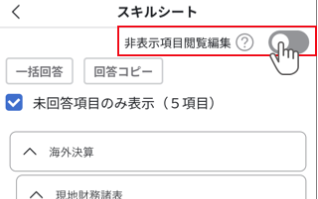 スキルシート
非表示項目閲覧編集 ?
一括回答 回答コピー
未回答項目のみ表示（５項目）
海外決算
現地財務諸表